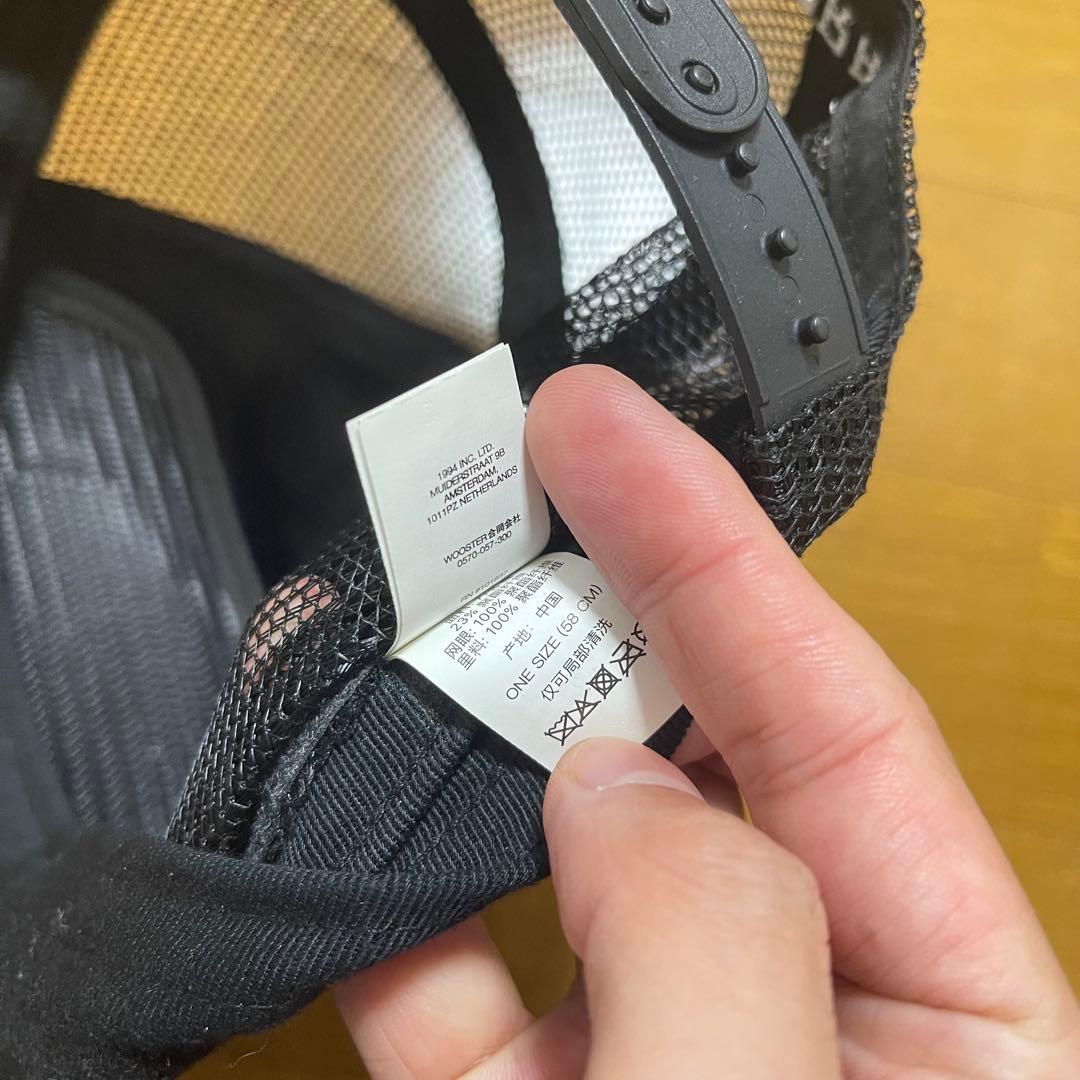 1994 INC, LTD.
MUIDERSTRAAT 9B
AMSTERDAM,
1011PZ NETHERLANDS
WOOSTER合同会社
0570-057-300
23% 聚酯纤维
网眼: 100% 聚酯纤维
里料: 100% 聚酯纤维
产地: 中国
ONE SIZE (58 CM)
仅可局部清洗